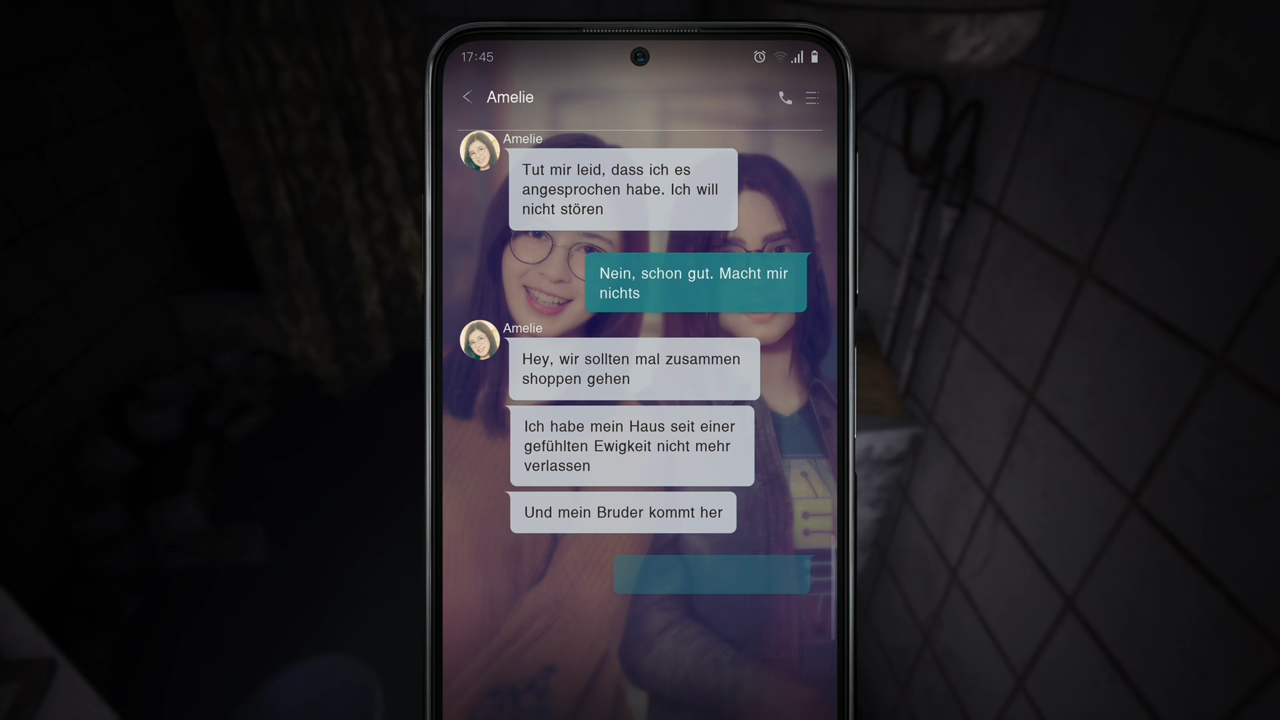 17:45
Amelie
Amelie
Tut mir leid, dass ich es
angesprochen habe. Ich will
nicht stören
Nein, schon gut. Macht mir
nichts
Amelie
Hey, wir sollten mal zusammen
shoppen gehen
Ich habe mein Haus seit einer
gefühlten Ewigkeit nicht mehr
verlassen
Und mein Bruder kommt her